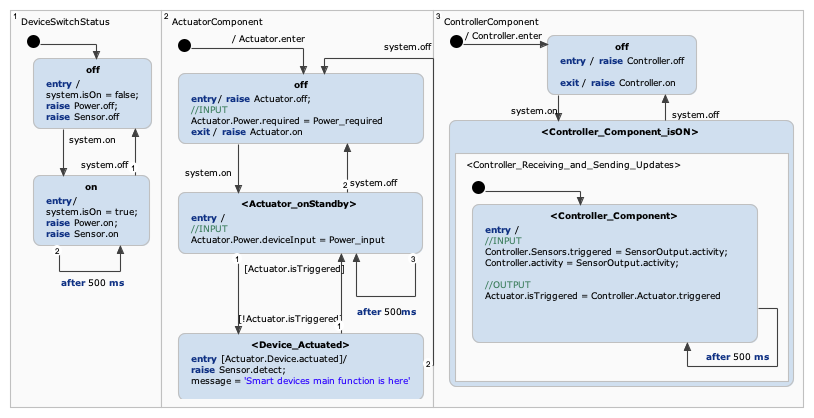 1
DeviceSwitchStatus
off
entry /
system.isOn = false;
raise Power.off;
raise Sensor.off
system.on
system.off
1
on
entry/
system.isOn = true;
raise Power.on;
raise Sensor.on
2
after 500 ms
2
ActuatorComponent
/ Actuator.enter
system.off
off
entry/ raise Actuator.off;
//INPUT
Actuator.Power.required = Power_required
exit / raise Actuator.on
system.on
2
system.off
<Actuator_onStandby>
entry /
//INPUT
Actuator.Power.deviceInput = Power_input
1
[Actuator.isTriggered]
3
after 500ms
[!Actuator.isTriggered]
1
<Device_Actuated>
entry [Actuator.Device.actuated]/
raise Sensor.detect;
message = 'Smart devices main function is here'
2
3
ControllerComponent
/ Controller.enter
off
entry / raise Controller.off
exit / raise Controller.on
system.on
system.off
<Controller_Component_isON>
<Controller_Receiving_and_Sending_Updates>
<Controller_Component>
entry /
//INPUT
Controller.Sensors.triggered = SensorOutput.activity;
Controller.activity = SensorOutput.activity;
//OUTPUT
Actuator.isTriggered = Controller.Actuator.triggered
after 500 ms